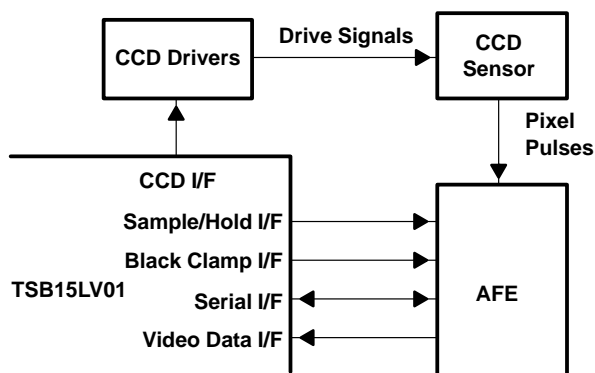 Drive Signals
CCD Drivers
CCD
Sensor
Pixel
Pulses
CCD I/F
Sample/Hold I/F
Black Clamp I/F
TSB15LV01
Serial I/F
Video Data I/F
AFE